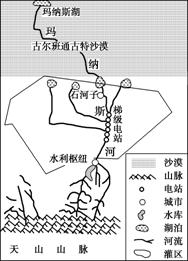 玛纳斯湖
玛
古尔班通古特沙漠
纳
石河子
斯
梯级电站
河
水利枢纽
天山山脉
沙漠
山脉
电站
城市
水库
湖泊
河流
灌区